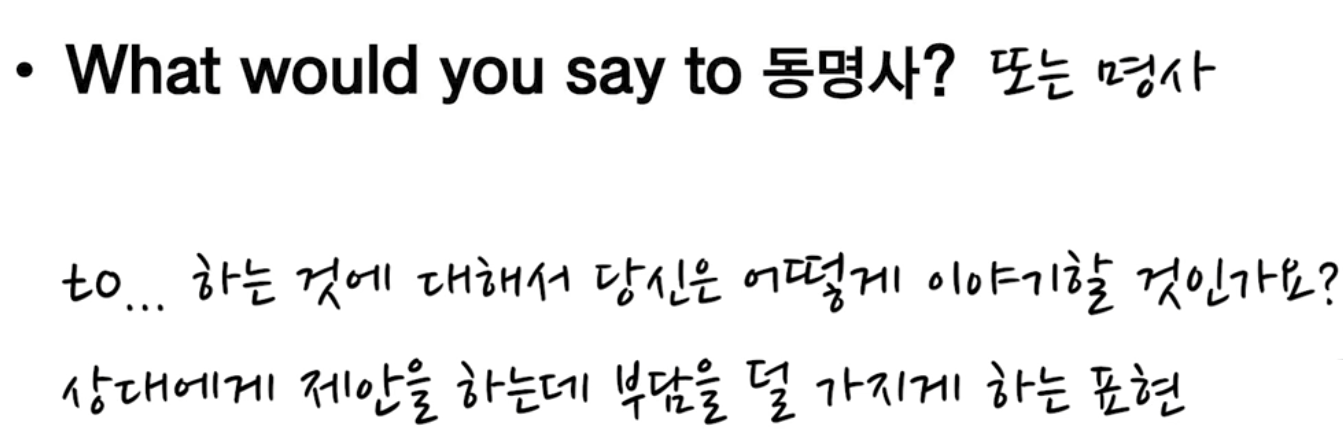 • What would you say to 동명사? 또는 명사
to... 하는 것에 대해서 당신은 어떻게 이야기할 것인가요?
상대에게 제안을 하는데 부담을 덜 가지게 하는 표현